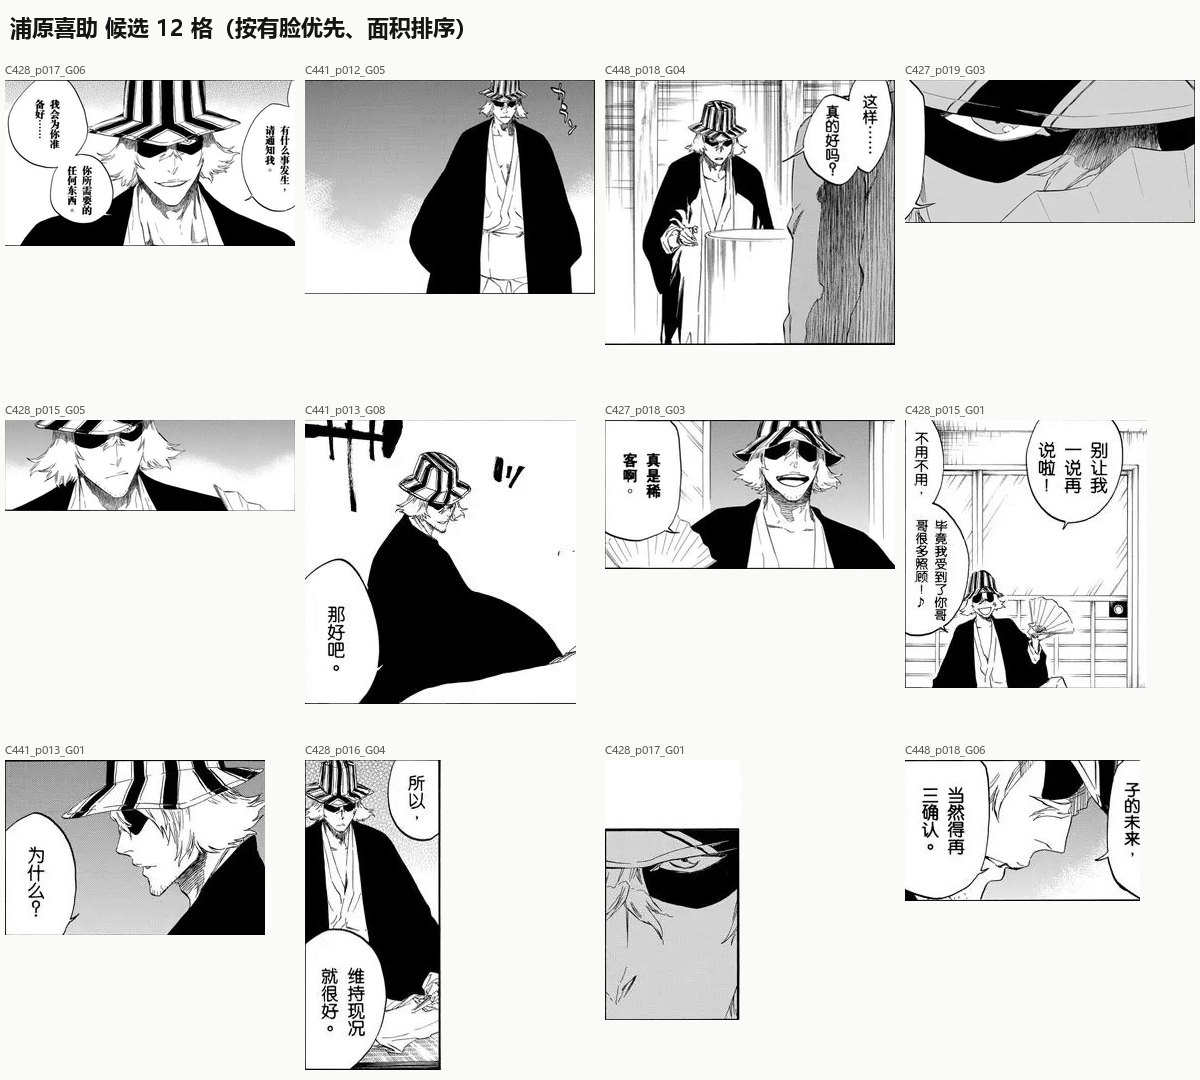 浦原喜助 候选 12 格（按有脸优先、面积排序）
C428_p017_G06
有什么事发生，
请通知我。
我会为你准
备好……
你所需要的
任何东西。
C441_p012_G05
C448_p018_G04
这样……
真的好吗？
C427_p019_G03
C428_p015_G05
C441_p013_G08
那好吧。
C427_p018_G03
真是稀
客啊。
C428_p015_G01
别让我
一说再
说啦！
不用不用，
毕竟我受到了你哥
哥很多照顾！♪
C441_p013_G01
为什么？
C428_p016_G04
所以，
维持现况
就很好。
C428_p017_G01
C448_p018_G06
子的未来，
当然得再
三确认。